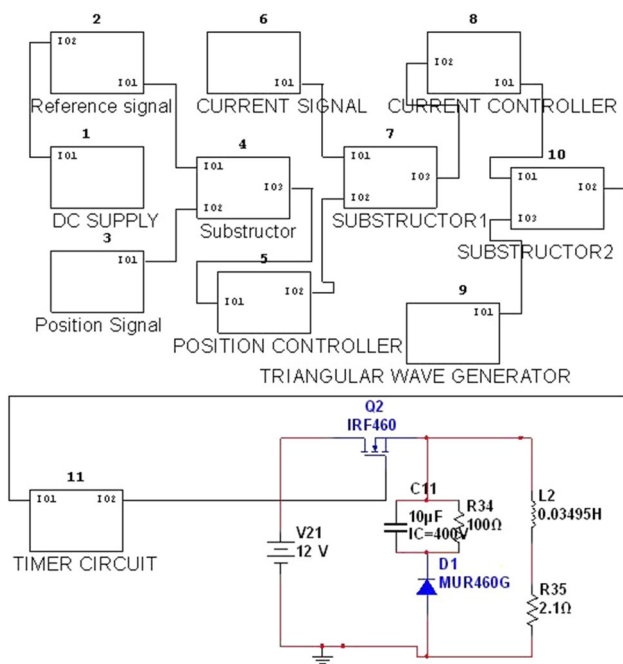 2
IO2
IO1
Reference signal
6
IO1
CURRENT SIGNAL
8
IO2
IO1
CURRENT CONTROLLER
1
IO1
DC SUPPLY
4
IO1
IO2
IO3
Substructor
7
IO1
IO2
IO3
SUBSTRUCTOR1
10
IO1
IO3
SUBSTRUCTOR2
3
IO1
Position Signal
5
IO1
IO2
POSITION CONTROLLER
9
IO1
TRIANGULAR WAVE GENERATOR
11
IO1
IO2
TIMER CIRCUIT
Q2
IRF460
V21
12 V
C11
10µF
IC=400V
R34
100Ω
D1
MUR460G
L2
0.03495H
R35
2.1Ω